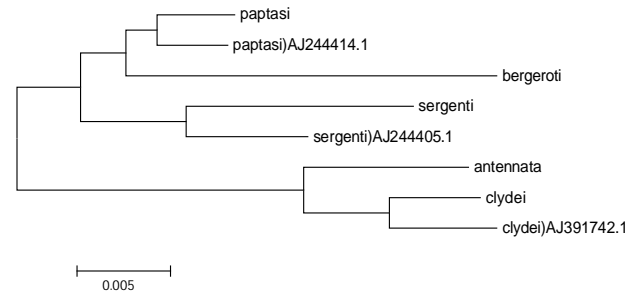 paptasi
paptasi)AJ244414.1
bergeroti
sergenti
sergenti)AJ244405.1
antennata
clydei
clydei)AJ391742.1
0.005